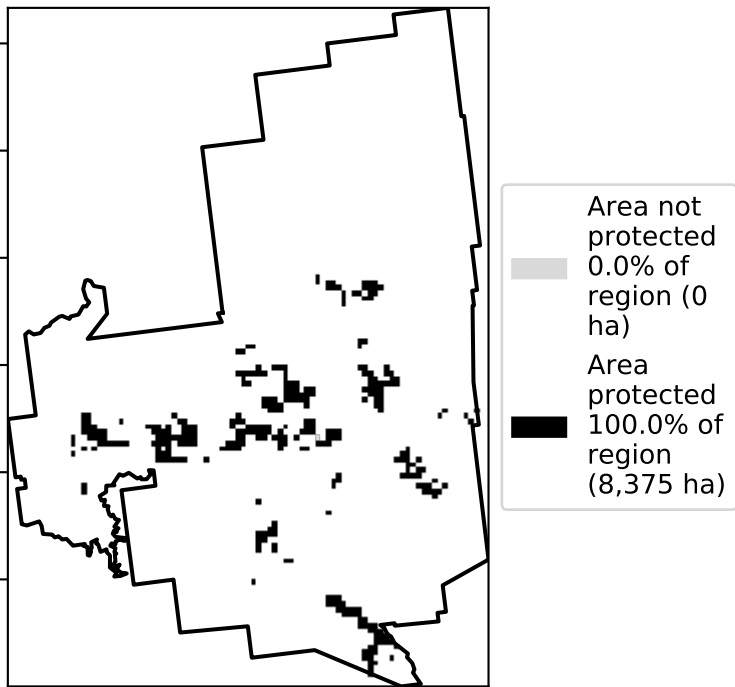 Area not
protected
0.0% of
region (0
ha)
Area
protected
100.0% of
region
(8,375 ha)